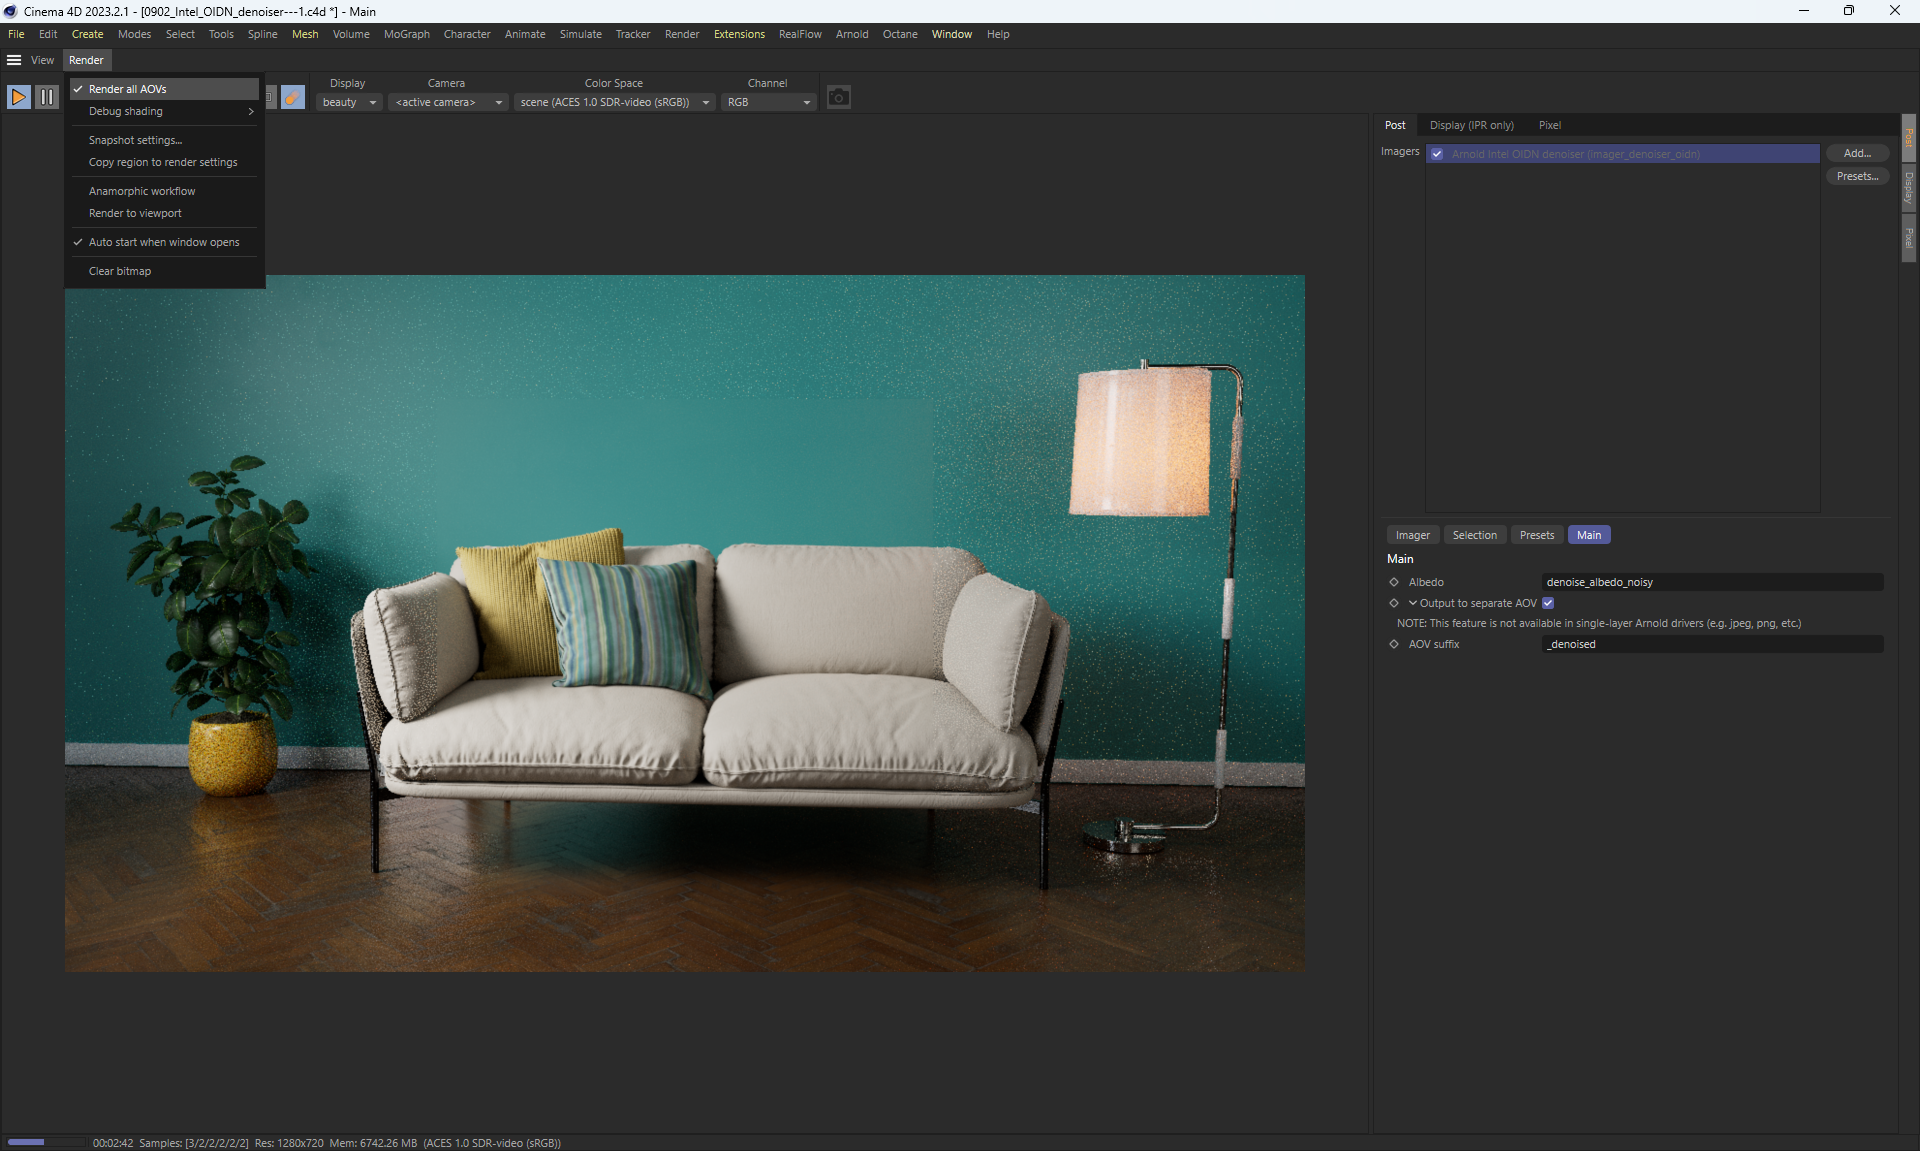 Cinema 4D 2023.2.1 - [0902_Intel_OIDN_denoiser---1.c4d *] - Main
File Edit Create Modes Select Tools Spline Mesh Volume MoGraph Character Animate Simulate Tracker Render Extensions RealFlow Arnold Octane Window Help
View Render
Render all AOVs
Debug shading
Snapshot settings...
Copy region to render settings
Anamorphic workflow
Render to viewport
Auto start when window opens
Clear bitmap
Display Camera Color Space Channel
beauty <active camera> scene (ACES 1.0 SDR-video (sRGB)) RGB
Post Display (IPR only) Pixel
Imagers Arnold Intel OIDN denoiser (imager_denoiser_oidn) Add...
Presets...
Post
Display
Pixel
Imager Selection Presets Main
Main
Albedo denoise_albedo_noisy
Output to separate AOV
NOTE: This feature is not available in single-layer Arnold drivers (e.g. jpeg, png, etc.)
AOV suffix _denoised
00:02:42 Samples: [3/2/2/2/2/2] Res: 1280x720 Mem: 6742.26 MB (ACES 1.0 SDR-video (sRGB))